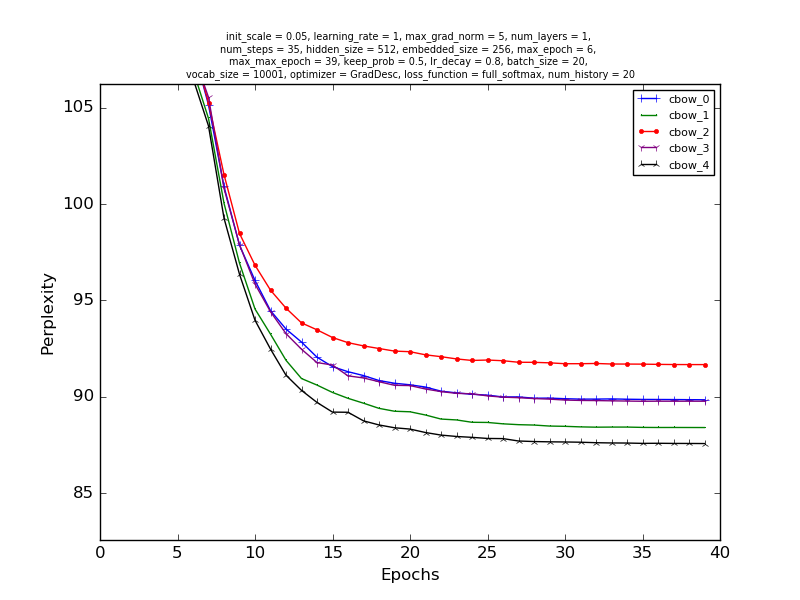 init_scale = 0.05, learning_rate = 1, max_grad_norm = 5, num_layers = 1,
num_steps = 35, hidden_size = 512, embedded_size = 256, max_epoch = 6,
max_max_epoch = 39, keep_prob = 0.5, lr_decay = 0.8, batch_size = 20,
vocab_size = 10001, optimizer = GradDesc, loss_function = full_softmax, num_history = 20
cbow_0
cbow_1
cbow_2
cbow_3
cbow_4
105
100
95
90
85
Perplexity
0 5 10 15 20 25 30 35 40
Epochs